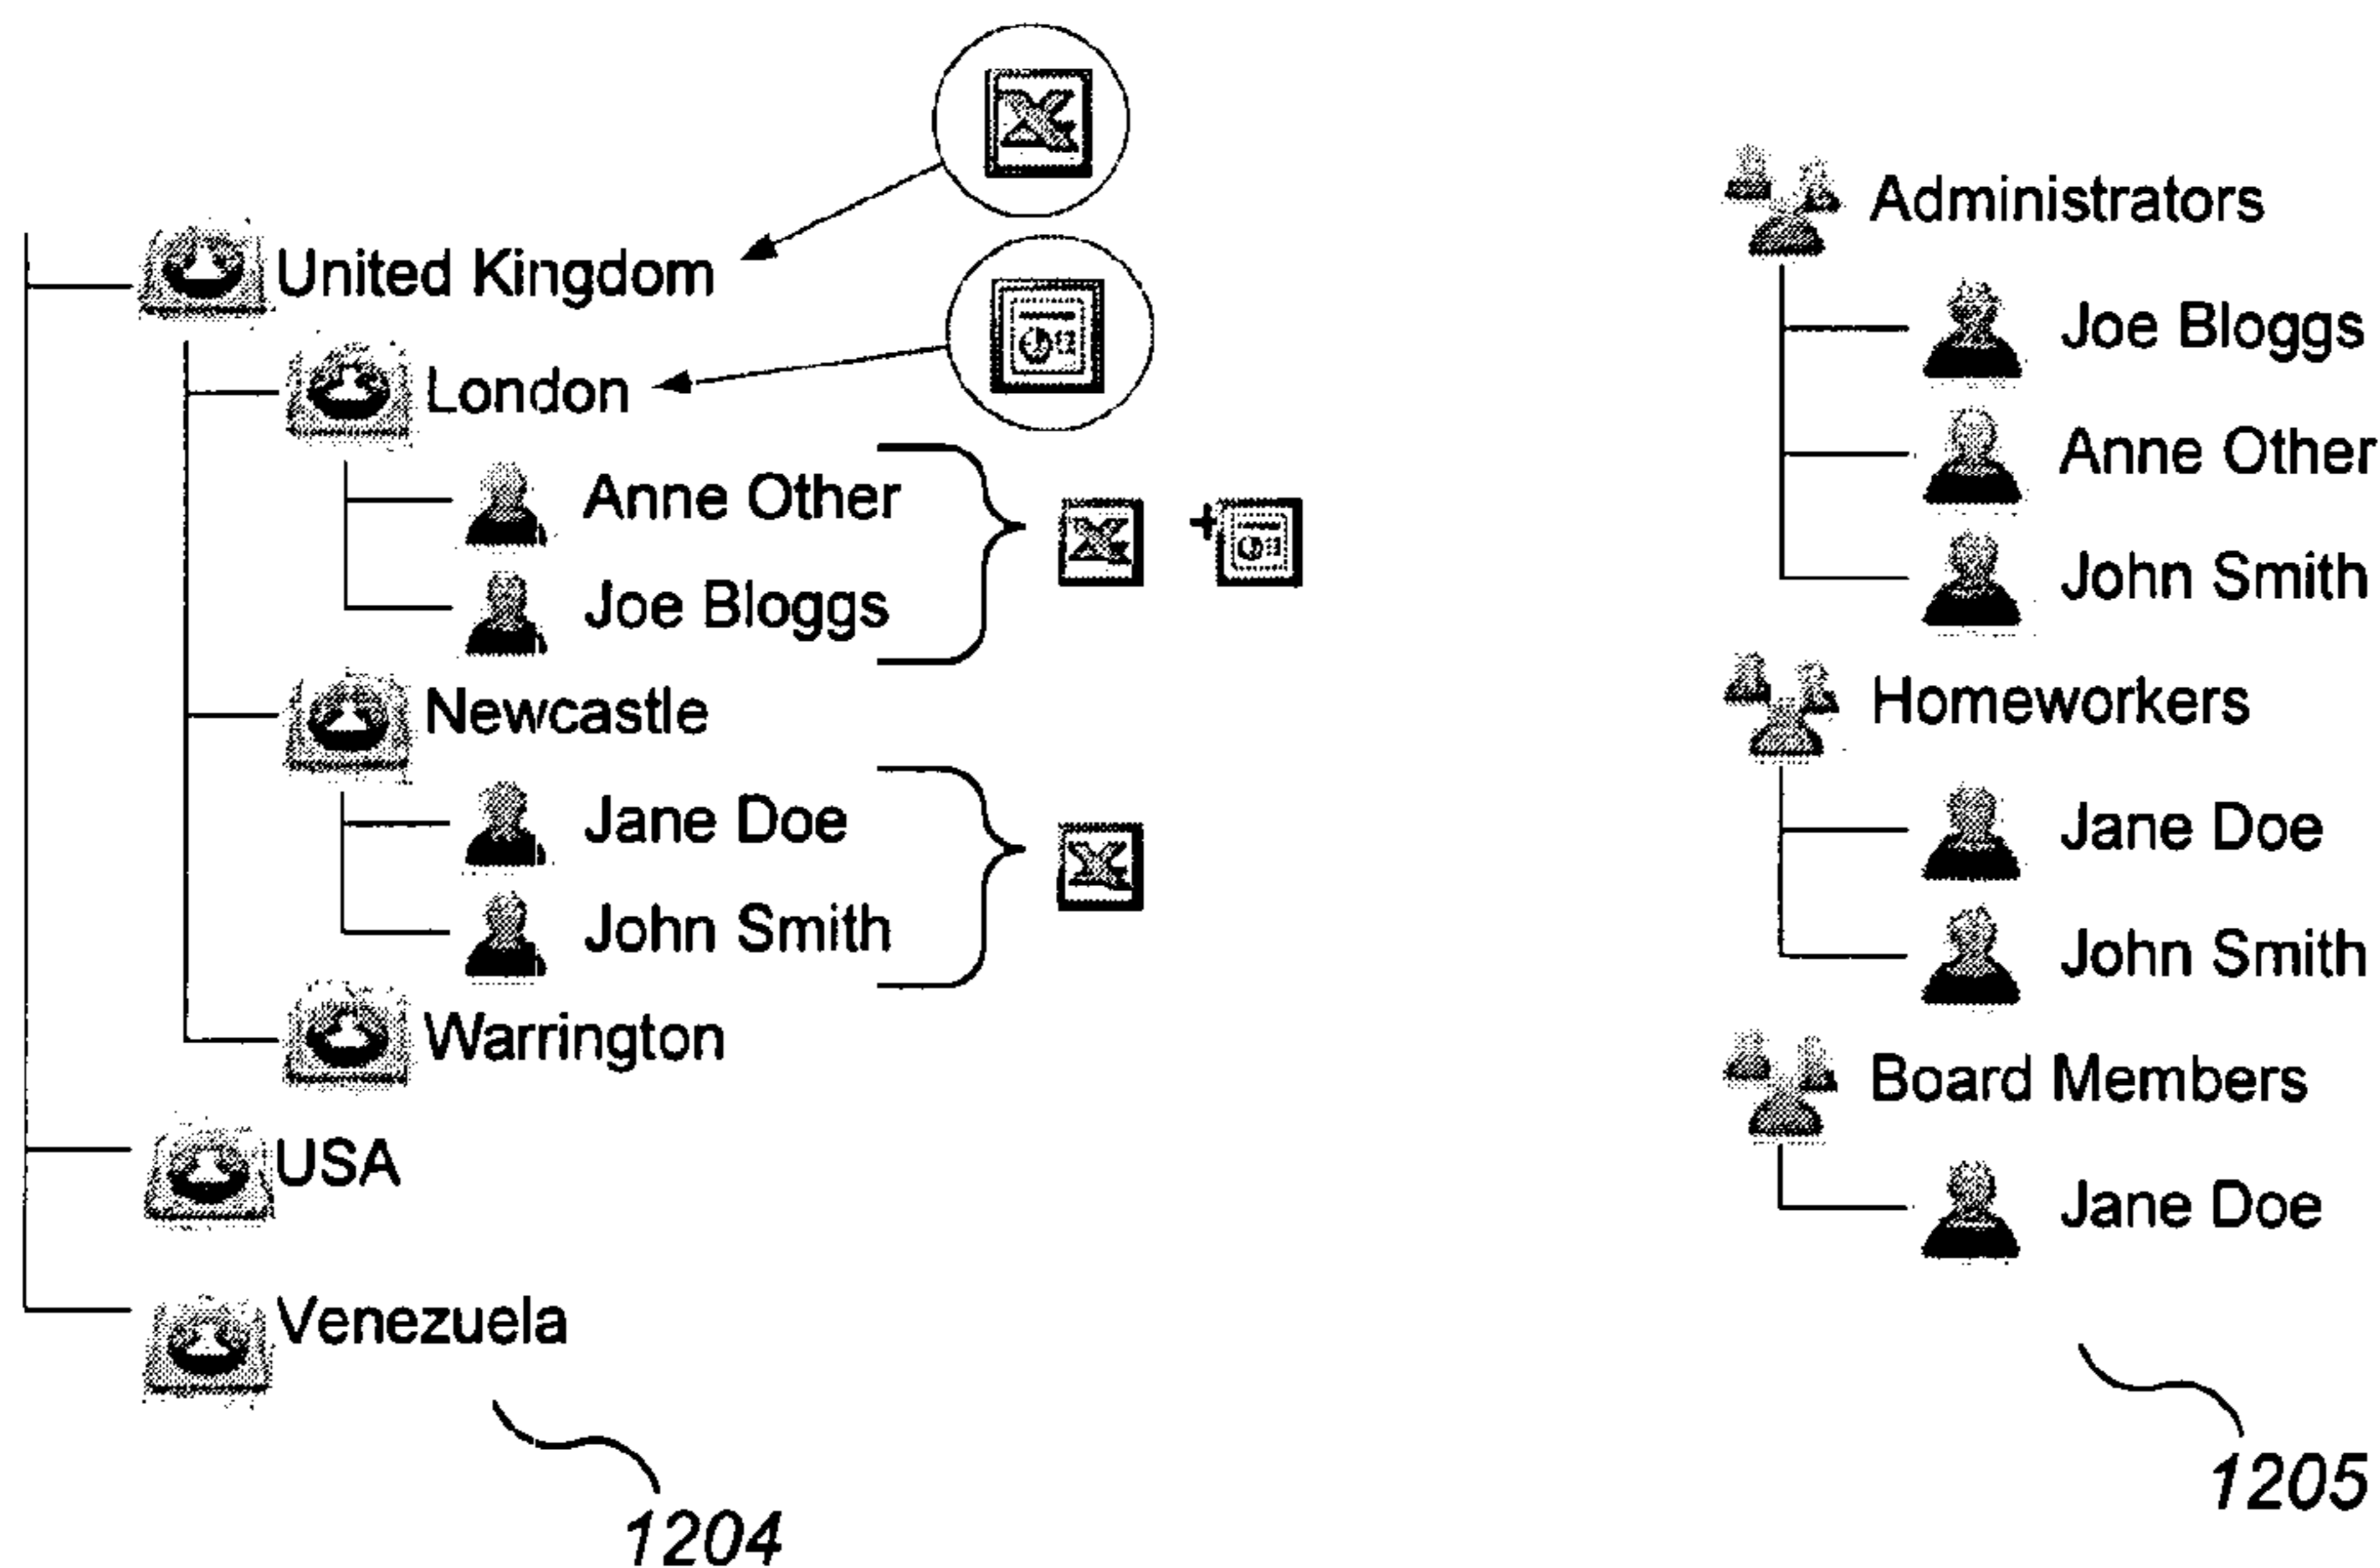 United Kingdom
London
Anne Other
Joe Bloggs
Newcastle
Jane Doe
John Smith
Warrington
USA
Venezuela
1204
Administrators
Joe Bloggs
Anne Other
John Smith
Homeworkers
Jane Doe
John Smith
Board Members
Jane Doe
1205